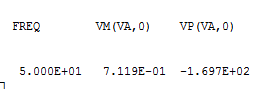 FREQ VM(VA,0) VP(VA,0)
5.000E+01 7.119E-01 -1.697E+02